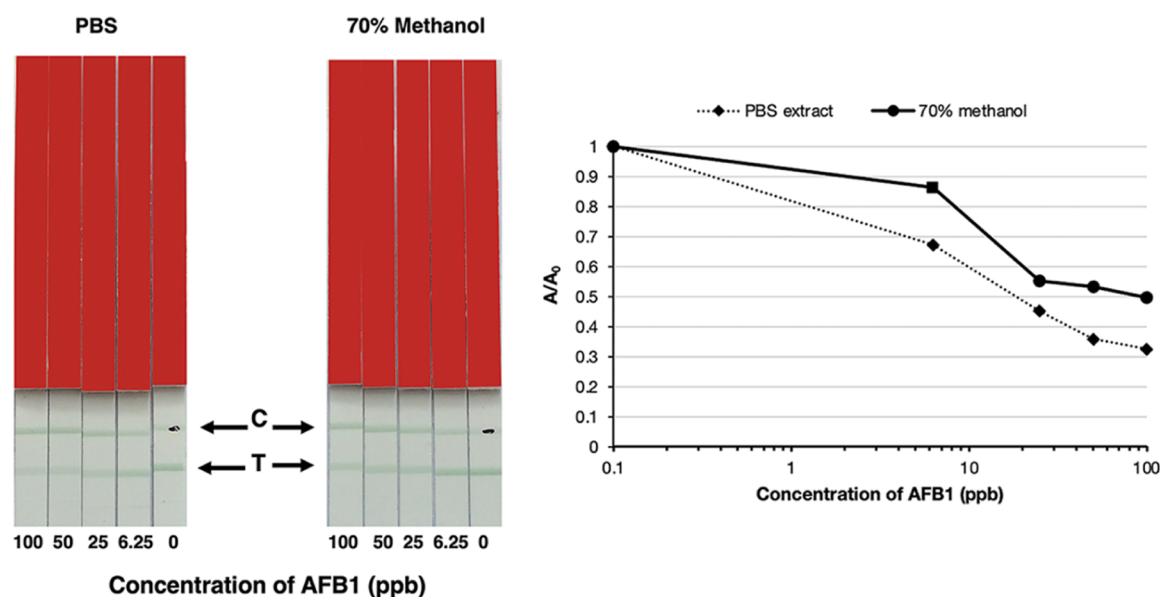 PBS
70% Methanol
C
T
100 50 25 6.25 0
100 50 25 6.25 0
Concentration of AFB1 (ppb)
PBS extract
70% methanol
1
0.9
0.8
0.7
0.6
0.5
0.4
0.3
0.2
0.1
0
A/A₀
0.1 1 10 100
Concentration of AFB1 (ppb)